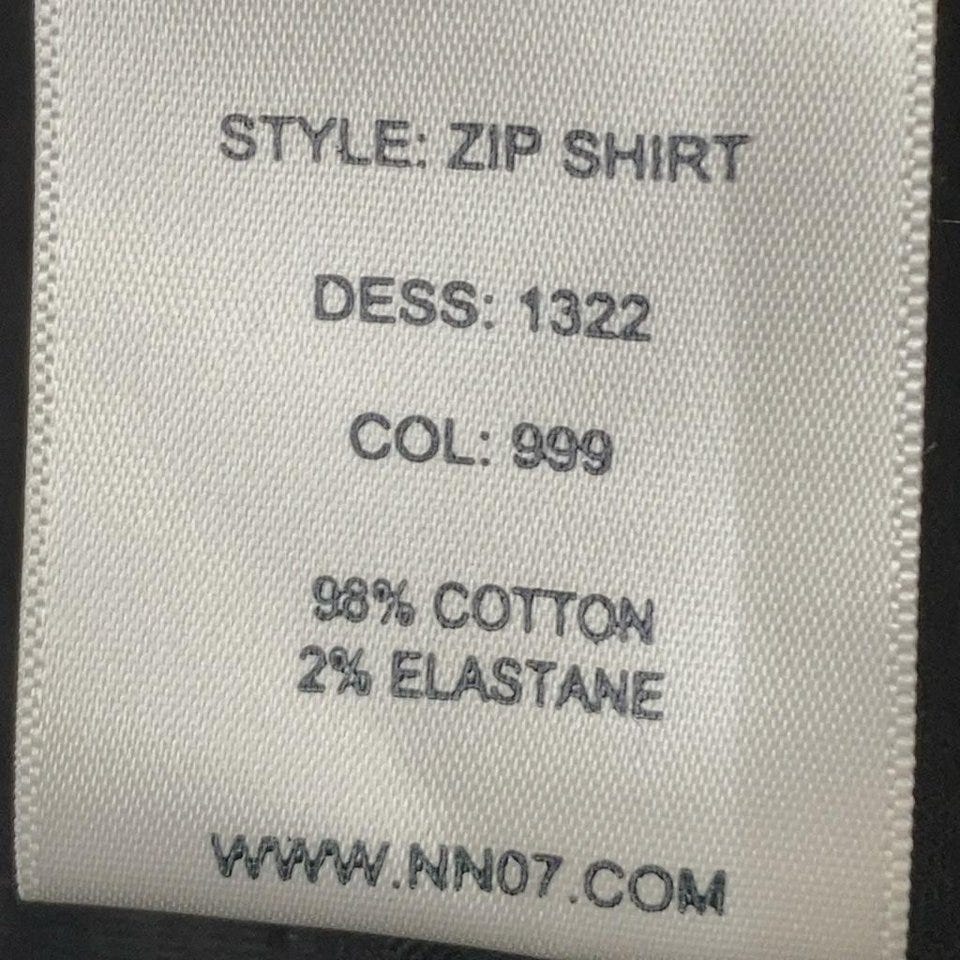 STYLE: ZIP SHIRT
DESS: 1322
COL: 999
98% COTTON
2% ELASTANE
WWW.NN07.COM